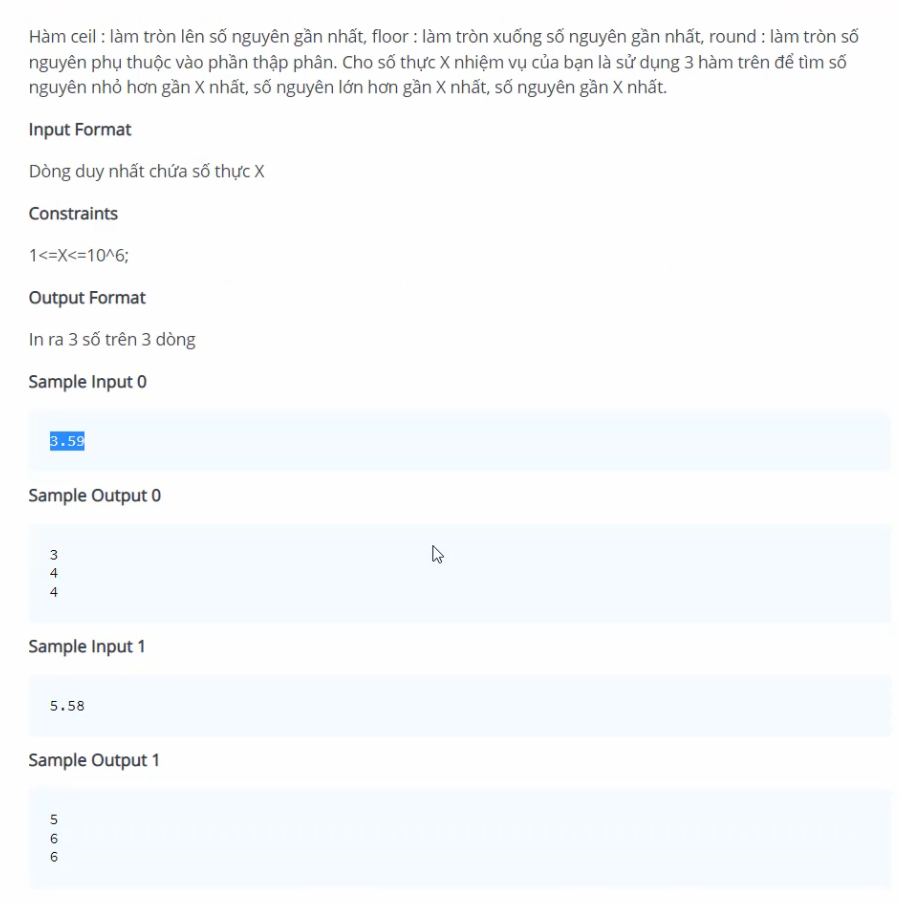 Hàm ceil : làm tròn lên số nguyên gần nhất, floor : làm tròn xuống số nguyên gần nhất, round : làm tròn số
nguyên phụ thuộc vào phần thập phân. Cho số thực X nhiệm vụ của bạn là sử dụng 3 hàm trên để tìm số
nguyên nhỏ hơn gần X nhất, số nguyên lớn hơn gần X nhất, số nguyên gần X nhất.
Input Format
Dòng duy nhất chứa số thực X
Constraints
1<=X<=10^6;
Output Format
In ra 3 số trên 3 dòng
Sample Input 0
3.59
Sample Output 0
3
4
4
Sample Input 1
5.58
Sample Output 1
5
6
6